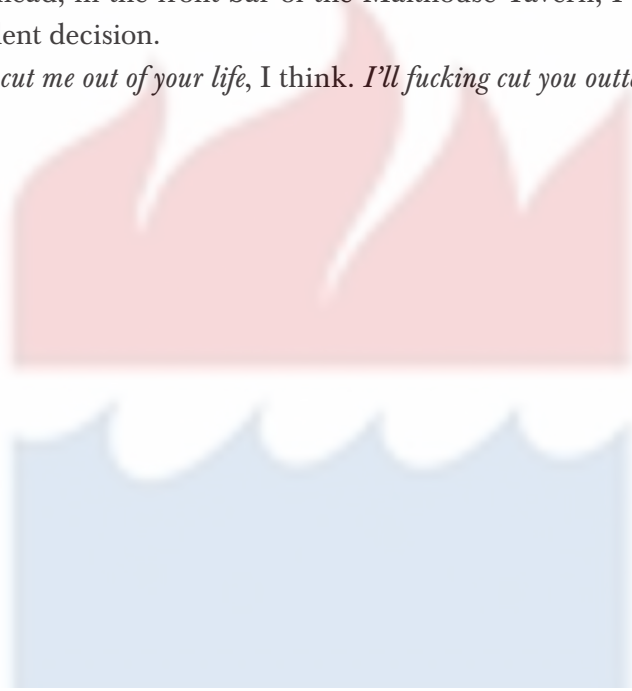 head, in the front bar of the Malthouse Tavern, I
ent decision.
cut me out of your life, I think. I’ll fucking cut you outta